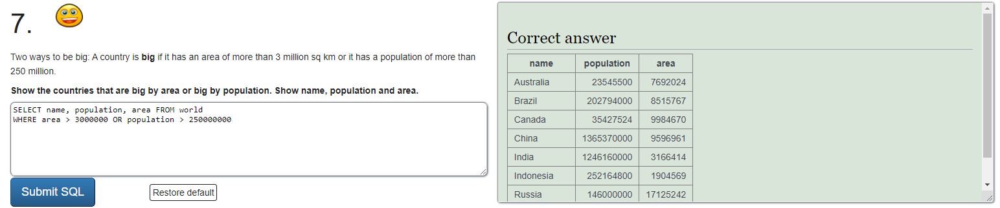 7.
Two ways to be big: A country is big if it has an area of more than 3 million sq km or it has a population of more than
250 million.
Show the countries that are big by area or big by population. Show name, population and area.
SELECT name, population, area FROM world
WHERE area > 3000000 OR population > 250000000
Submit SQL
Restore default
Correct answer
name population area
Australia 23545500 7692024
Brazil 202794000 8515767
Canada 35427524 9984670
China 1365370000 9596961
India 1246160000 3166414
Indonesia 252164800 1904569
Russia 146000000 17125242